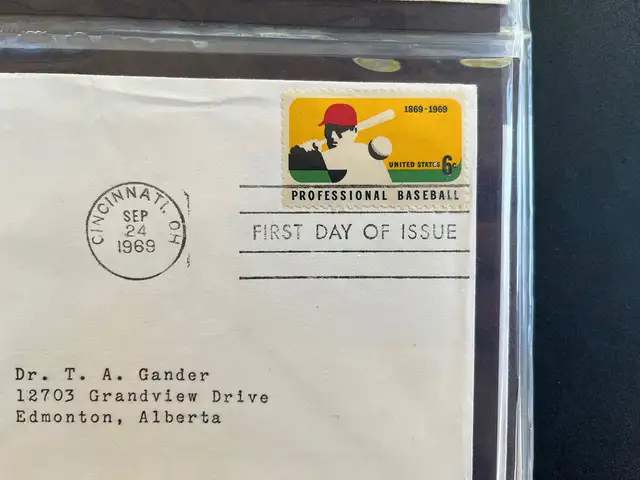 1869-1969
UNITED STATES 6c
PROFESSIONAL BASEBALL
CINCINNATI, OH
SEP
24
1969
FIRST DAY OF ISSUE
Dr. T. A. Gander
12703 Grandview Drive
Edmonton, Alberta